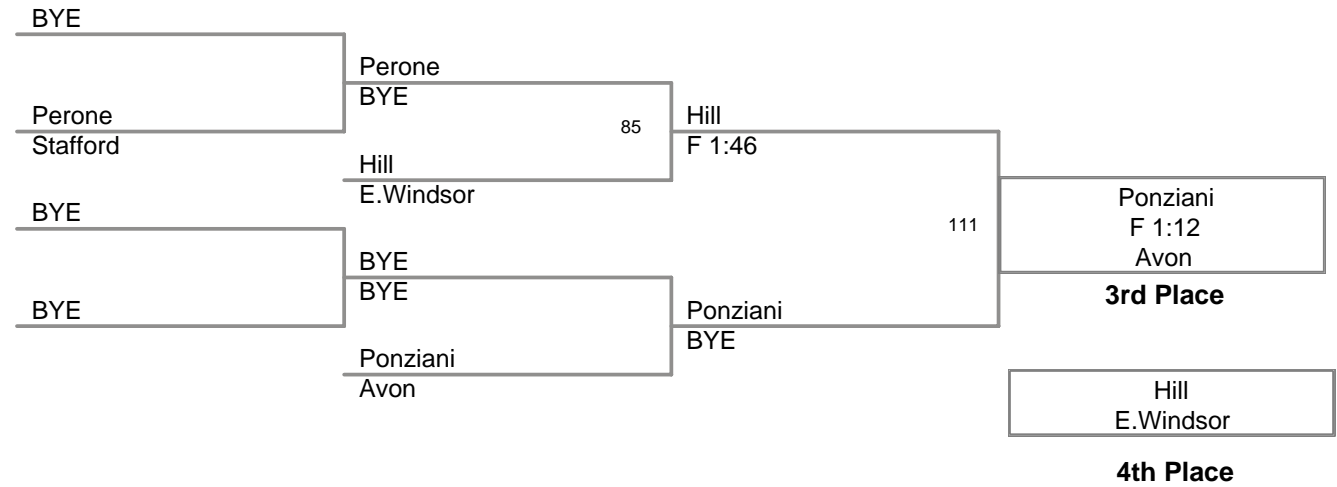 BYE
Perone
BYE
Perone
Stafford
85
Hill
F 1:46
Hill
E.Windsor
BYE
111
Ponziani
F 1:12
Avon
3rd Place
BYE
BYE
BYE
Ponziani
BYE
Ponziani
Avon
Hill
E.Windsor
4th Place